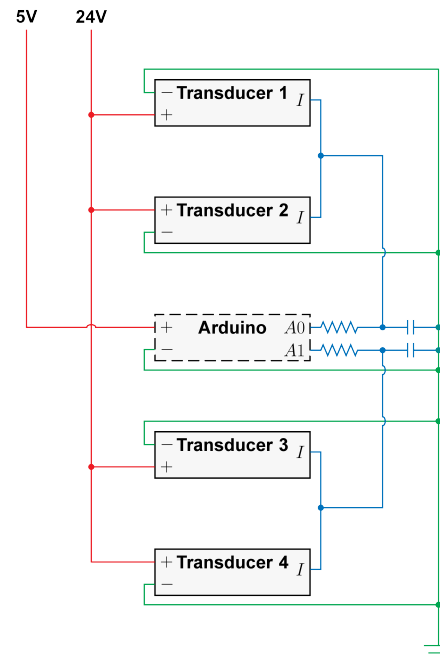 5V 24V
− Transducer 1 I
+
+ Transducer 2 I
−
+ Arduino A0
− A1
− Transducer 3 I
+
+ Transducer 4 I
−